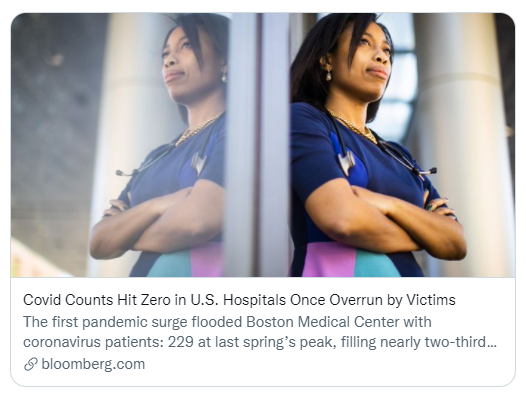 Covid Counts Hit Zero in U.S. Hospitals Once Overrun by Victims
The first pandemic surge flooded Boston Medical Center with
coronavirus patients: 229 at last spring’s peak, filling nearly two-third...
bloomberg.com